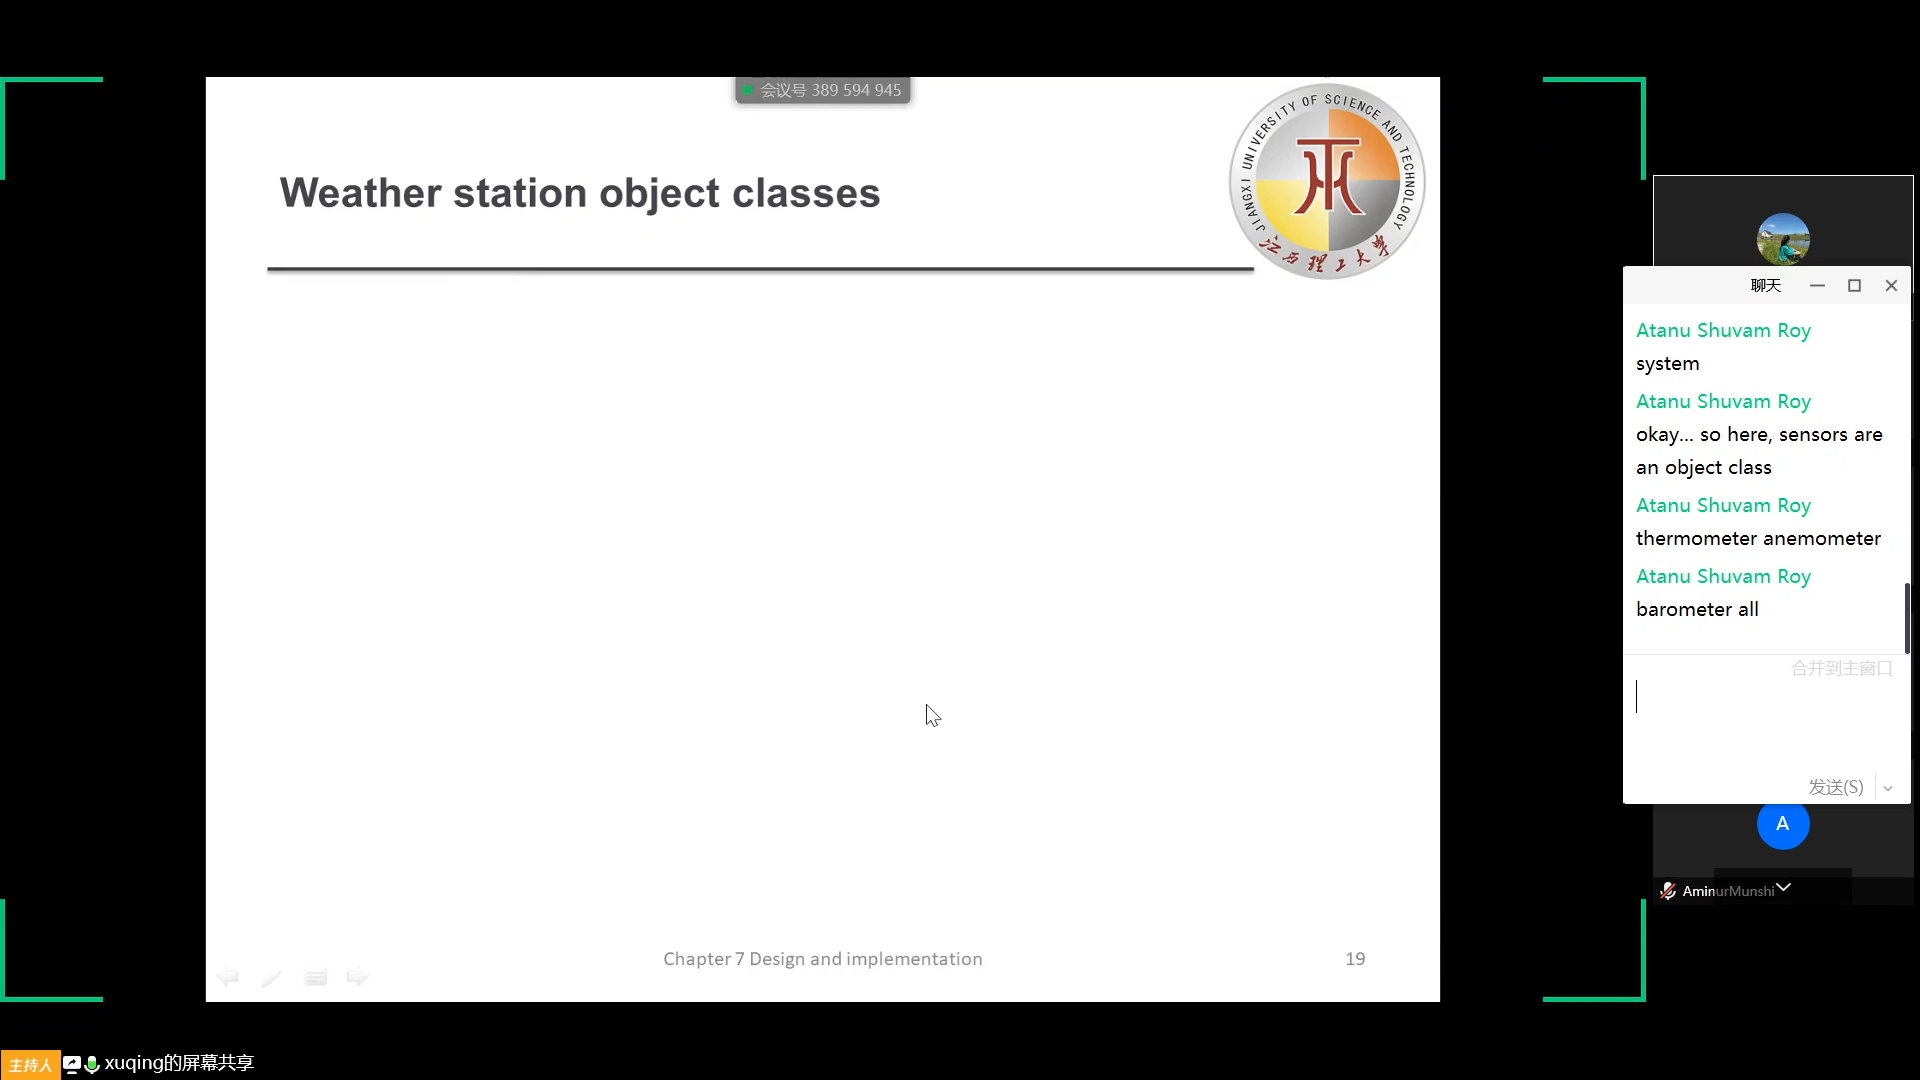 会议号 389 594 945
JIANGXI UNIVERSITY OF SCIENCE AND TECHNOLOGY
江西理工大学
Weather station object classes
聊天
Atanu Shuvam Roy
system
Atanu Shuvam Roy
okay... so here, sensors are
an object class
Atanu Shuvam Roy
thermometer anemometer
Atanu Shuvam Roy
barometer all
合并到主窗口
发送(S)
A
AminurMunshi
Chapter 7 Design and implementation
19
主持人 xuqing的屏幕共享